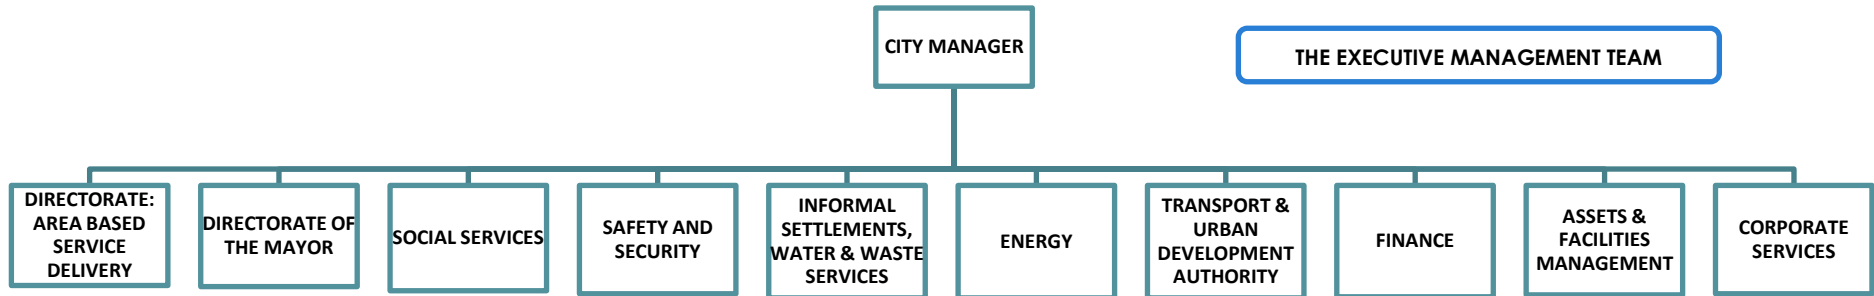 CITY MANAGER
THE EXECUTIVE MANAGEMENT TEAM
DIRECTORATE:
AREA BASED
SERVICE
DELIVERY
DIRECTORATE OF
THE MAYOR
SOCIAL SERVICES
SAFETY AND
SECURITY
INFORMAL
SETTLEMENTS,
WATER & WASTE
SERVICES
ENERGY
TRANSPORT &
URBAN
DEVELOPMENT
AUTHORITY
FINANCE
ASSETS &
FACILITIES
MANAGEMENT
CORPORATE
SERVICES